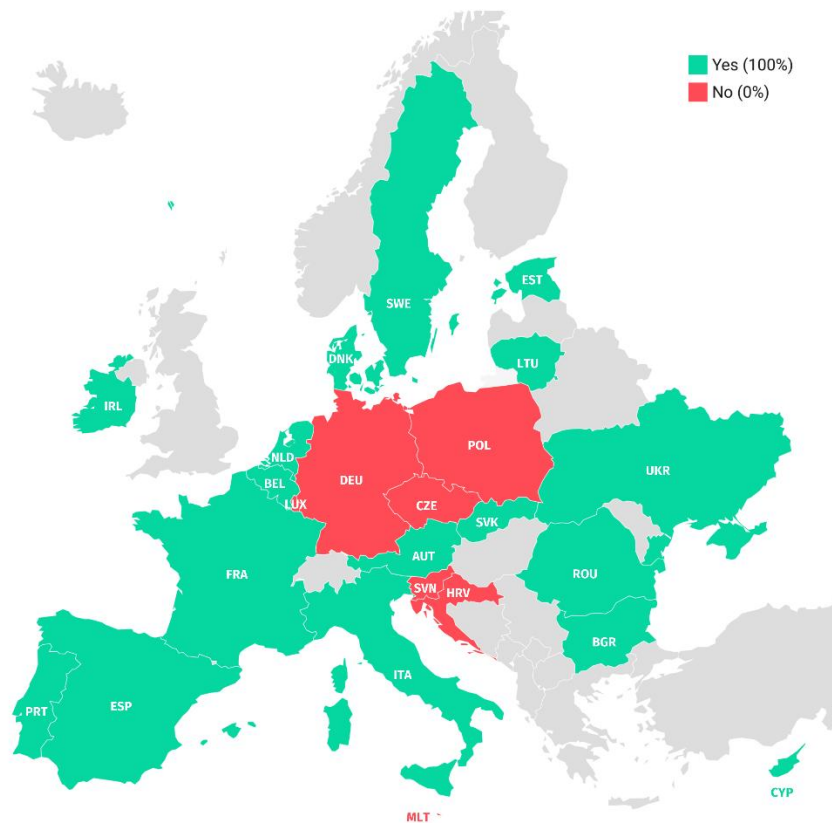 Yes (100%)
No (0%)
SWE
EST
DNK
LTU
IRL
POL
NLD
UKR
BEL
DEU
LUX
CZE
SVK
AUT
FRA
ROU
SVN
HRV
BGR
ITA
PRT
ESP
CYP
MLT